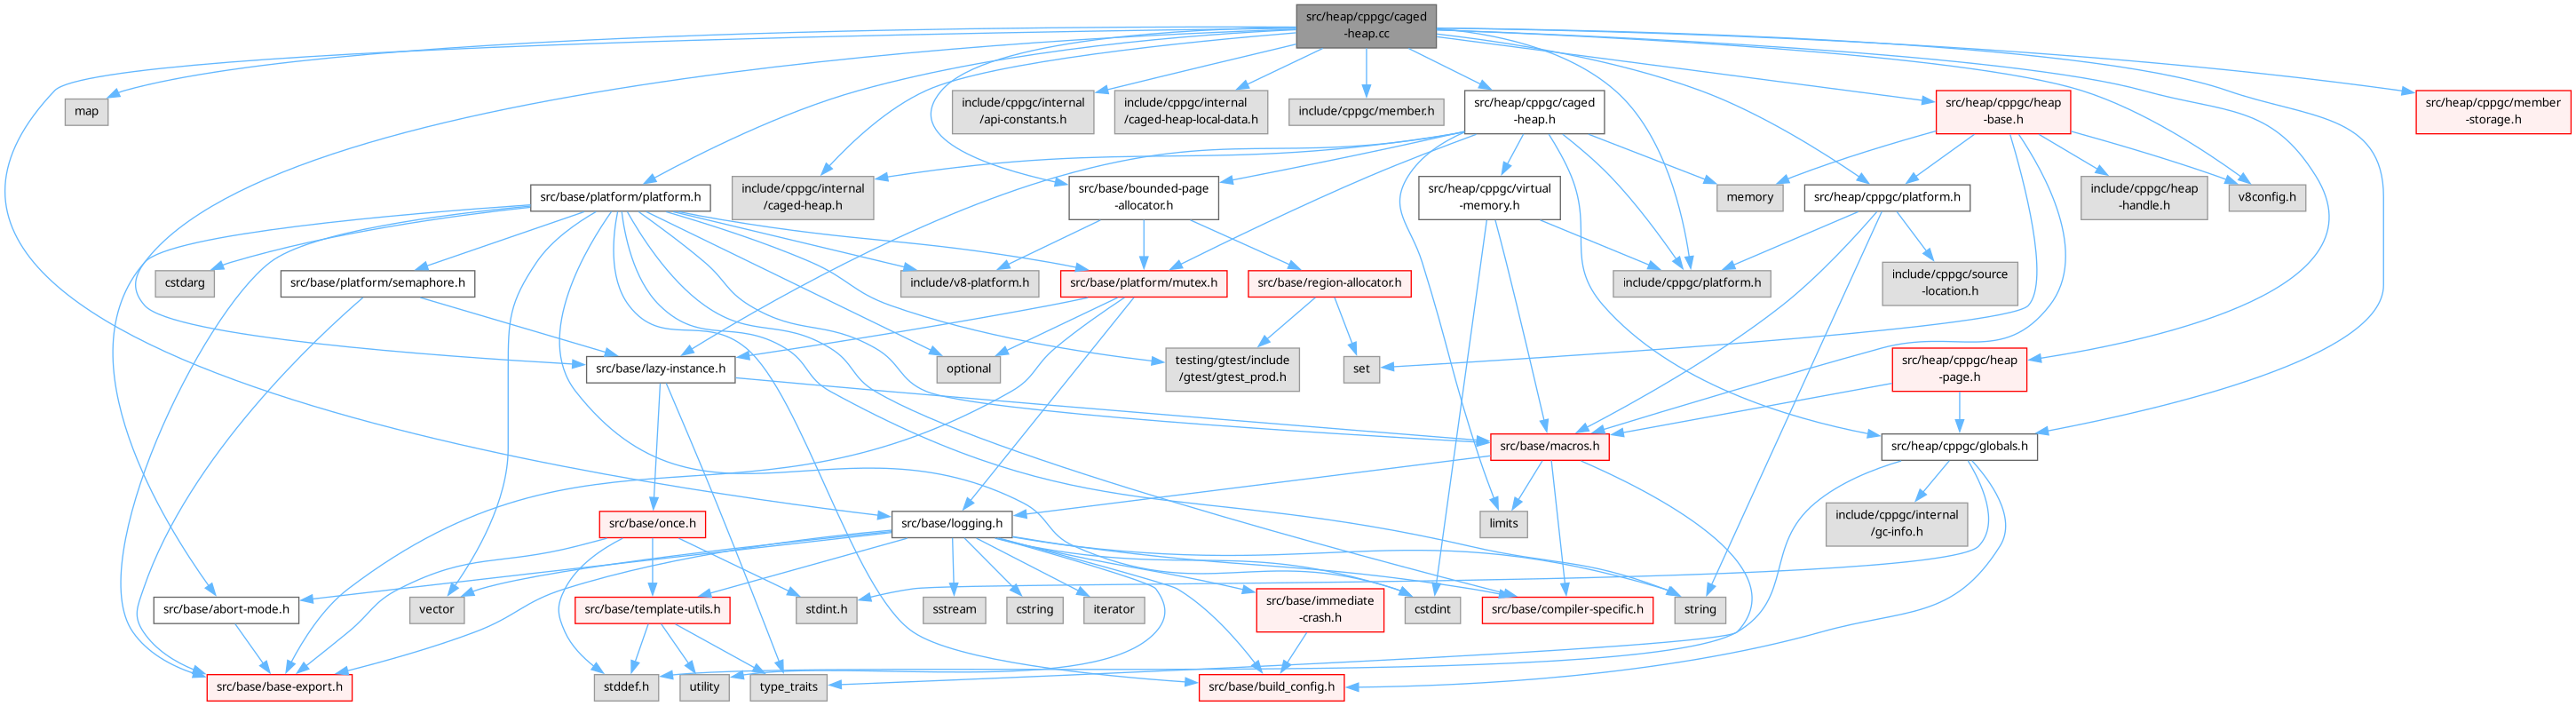 src/heap/cppgc/caged
-heap.cc
map
include/cppgc/internal
/api-constants.h
include/cppgc/internal
/caged-heap-local-data.h
include/cppgc/member.h
src/heap/cppgc/caged
-heap.h
src/heap/cppgc/heap
-base.h
src/heap/cppgc/member
-storage.h
src/base/platform/platform.h
include/cppgc/internal
/caged-heap.h
src/base/bounded-page
-allocator.h
src/heap/cppgc/virtual
-memory.h
memory
src/heap/cppgc/platform.h
include/cppgc/heap
-handle.h
v8config.h
cstdarg
src/base/platform/semaphore.h
include/v8-platform.h
src/base/platform/mutex.h
src/base/region-allocator.h
include/cppgc/platform.h
include/cppgc/source
-location.h
src/base/lazy-instance.h
optional
testing/gtest/include
/gtest/gtest_prod.h
set
src/heap/cppgc/heap
-page.h
src/base/macros.h
src/heap/cppgc/globals.h
src/base/once.h
src/base/logging.h
limits
include/cppgc/internal
/gc-info.h
src/base/abort-mode.h
vector
src/base/template-utils.h
stdint.h
sstream
cstring
iterator
src/base/immediate
-crash.h
cstdint
src/base/compiler-specific.h
string
src/base/base-export.h
stddef.h
utility
type_traits
src/base/build_config.h